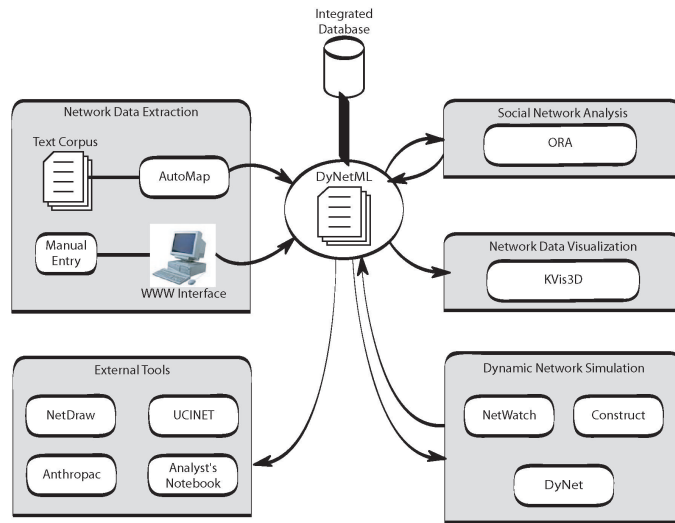 Integrated
Database
Network Data Extraction
Text Corpus
AutoMap
Manual
Entry
WWW Interface
DyNetML
Social Network Analysis
ORA
Network Data Visualization
KVis3D
External Tools
NetDraw
UCINET
Anthropac
Analyst's
Notebook
Dynamic Network Simulation
NetWatch
Construct
DyNet